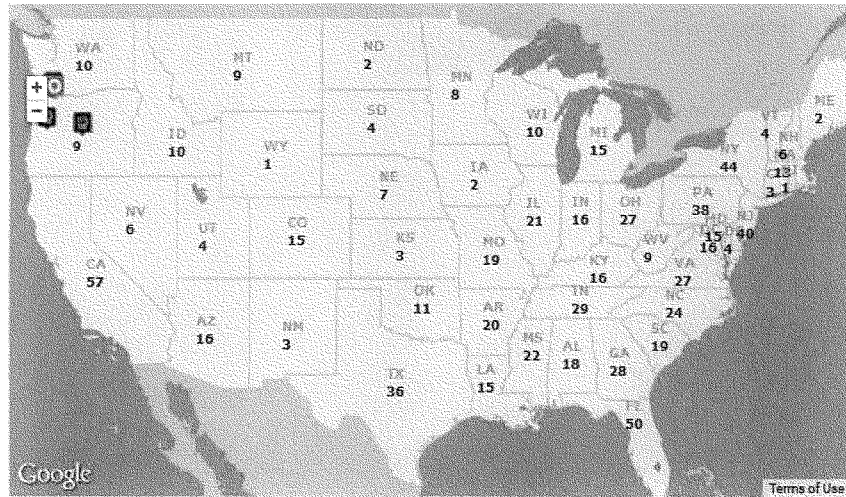 WA
10
MT
9
ND
2
MN
8
ME
2
VT
4
NH
6
NY
44
13
3
1
+
−
9
ID
10
WY
1
SD
4
WI
10
MI
15
IA
2
NE
7
NV
6
UT
4
CO
15
KS
3
MO
19
IL
21
IN
16
OH
27
PA
38
NJ
40
15
16
4
WV
9
VA
27
KY
16
CA
57
AZ
16
NM
3
OK
11
AR
20
TN
29
NC
24
SC
19
MS
22
AL
18
GA
28
TX
36
LA
15
FL
50
Google
Terms of Use